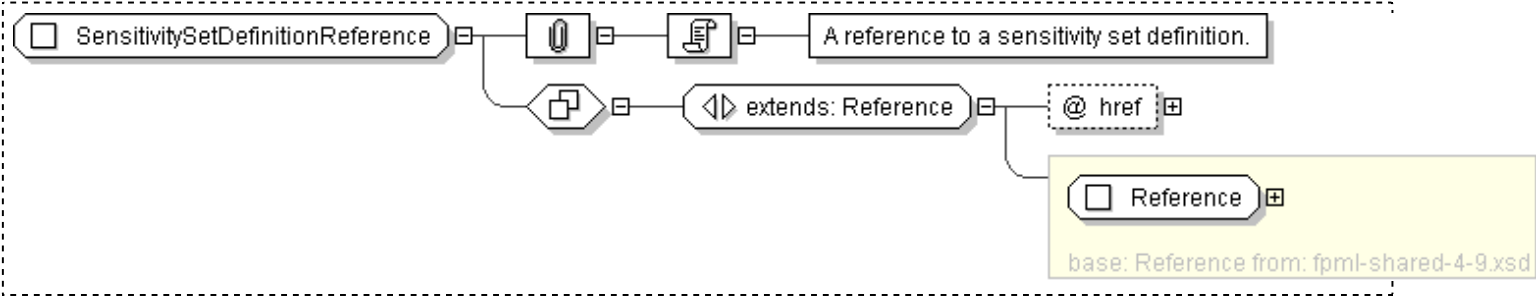 SensitivitySetDefinitionReference
A reference to a sensitivity set definition.
extends: Reference
@ href
Reference
base: Reference from: fpml-shared-4-9.xsd